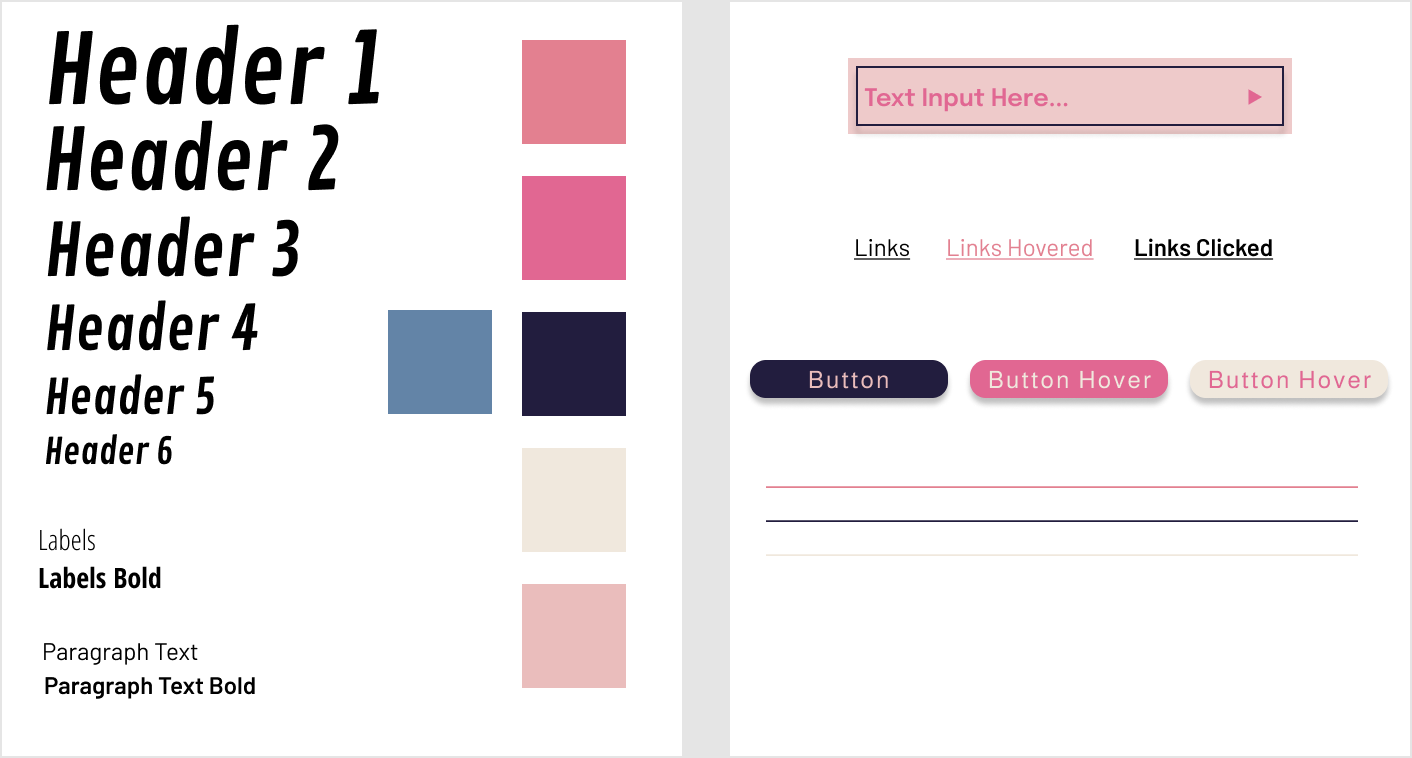 Header 1
Header 2
Header 3
Header 4
Header 5
Header 6
Labels
Labels Bold
Paragraph Text
Paragraph Text Bold
Text Input Here...
Links Links Hovered Links Clicked
Button Button Hover Button Hover